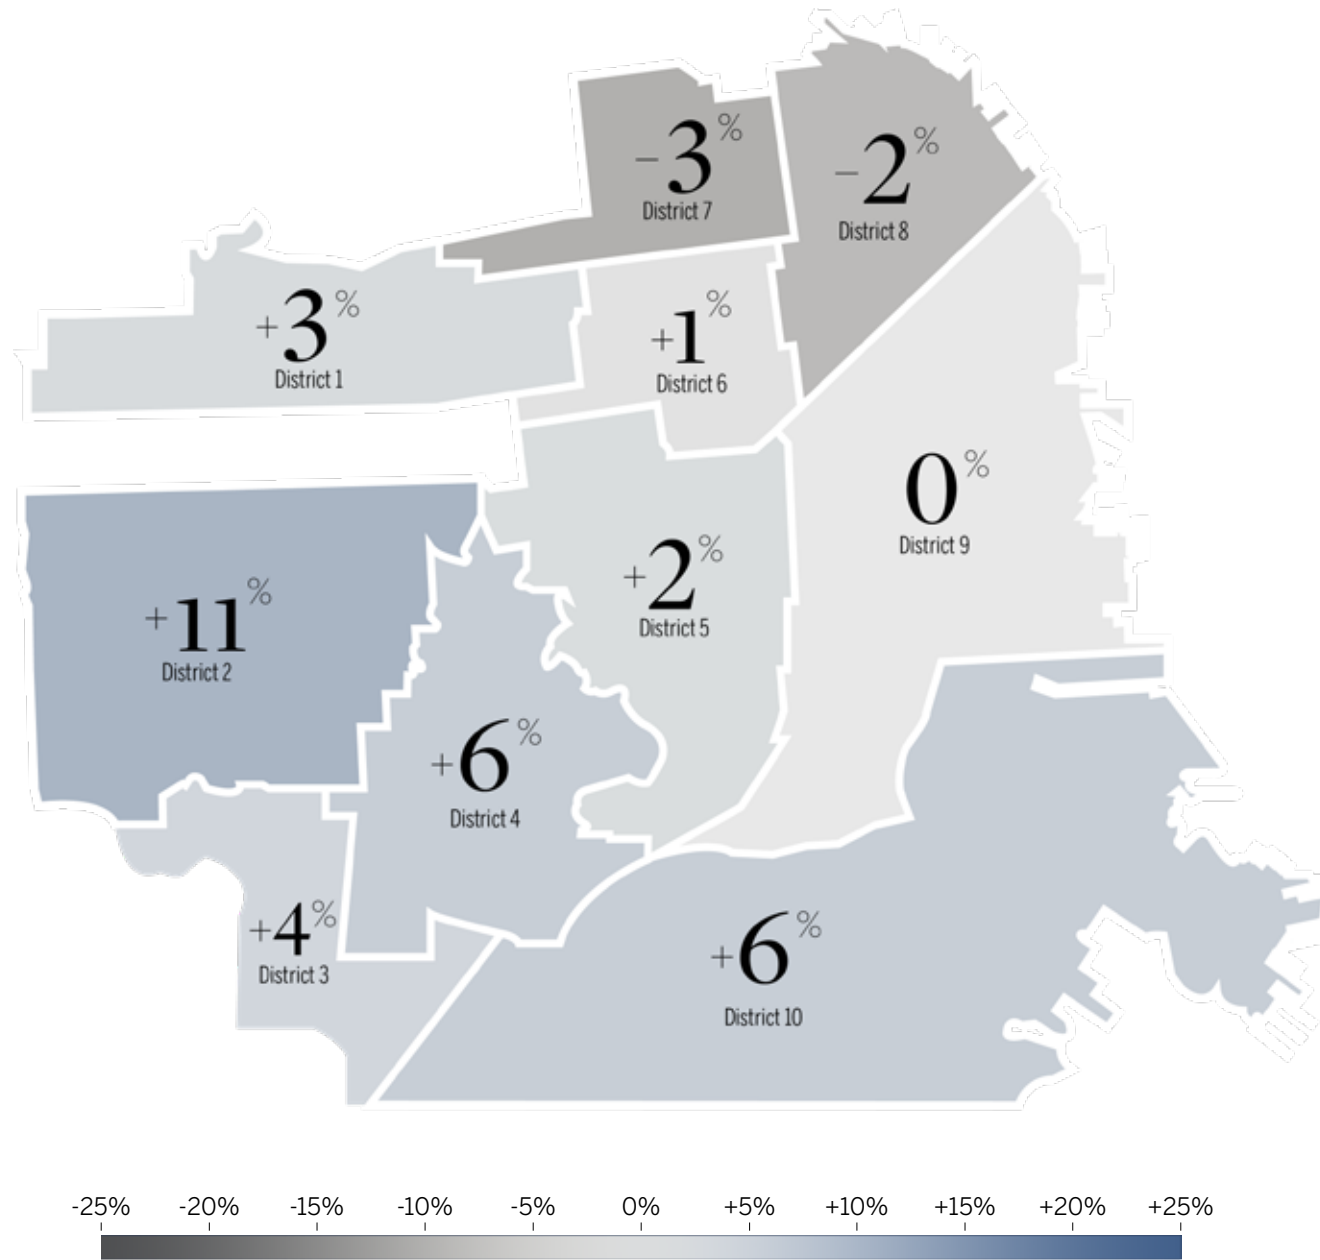 −3%
District 7
−2%
District 8
+3%
District 1
+1%
District 6
0%
District 9
+11%
District 2
+2%
District 5
+6%
District 4
+4%
District 3
+6%
District 10
-25% -20% -15% -10% -5% 0% +5% +10% +15% +20% +25%